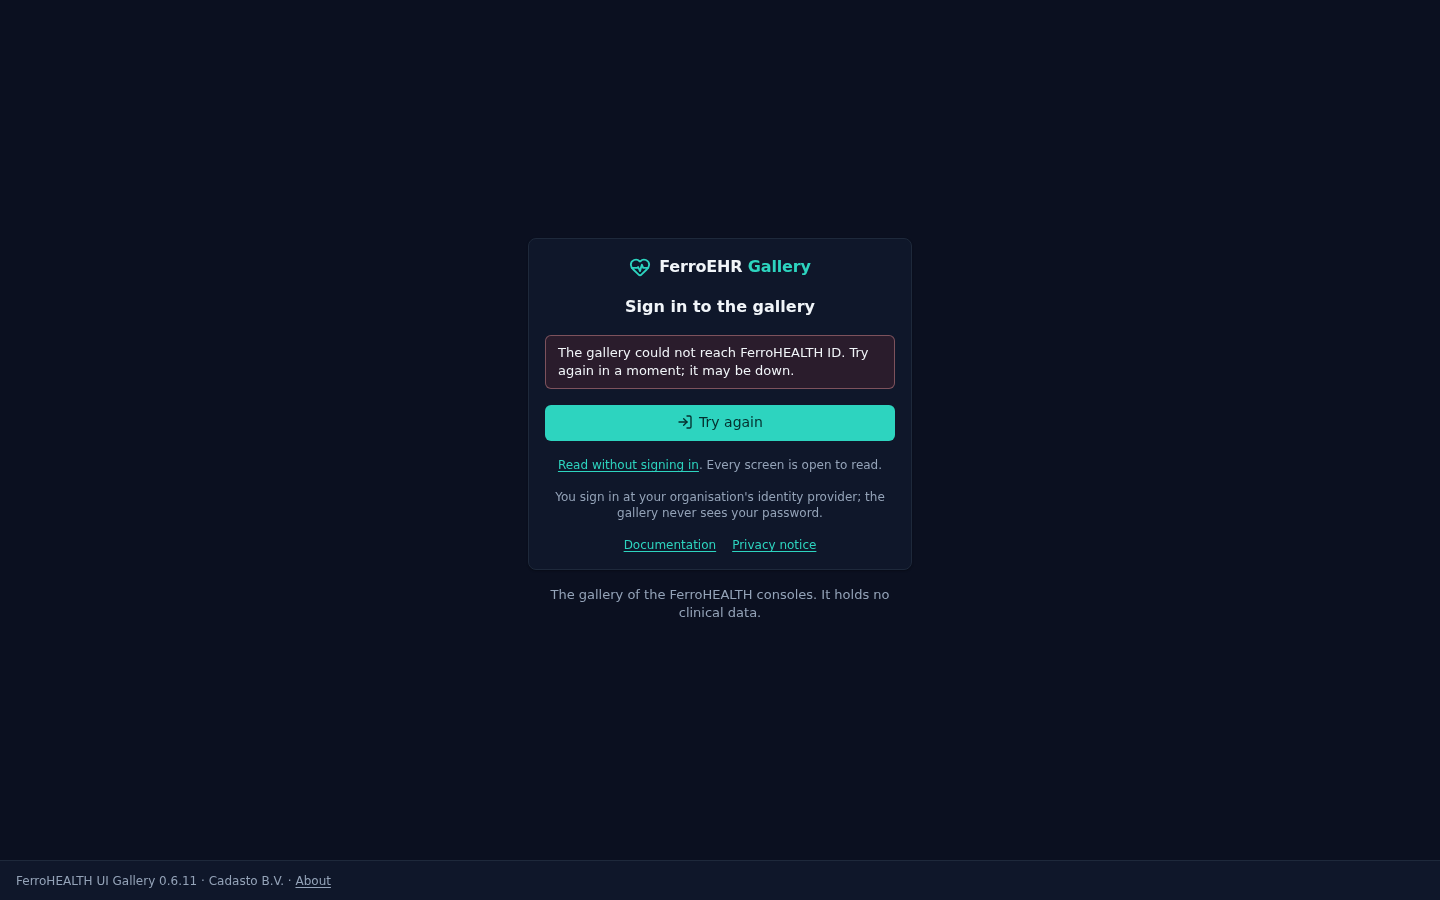 FerroEHR Gallery
Sign in to the gallery
The gallery could not reach FerroHEALTH ID. Try
again in a moment; it may be down.
Try again
Read without signing in. Every screen is open to read.
You sign in at your organisation's identity provider; the
gallery never sees your password.
Documentation Privacy notice
The gallery of the FerroHEALTH consoles. It holds no
clinical data.
FerroHEALTH UI Gallery 0.6.11 · Cadasto B.V. · About